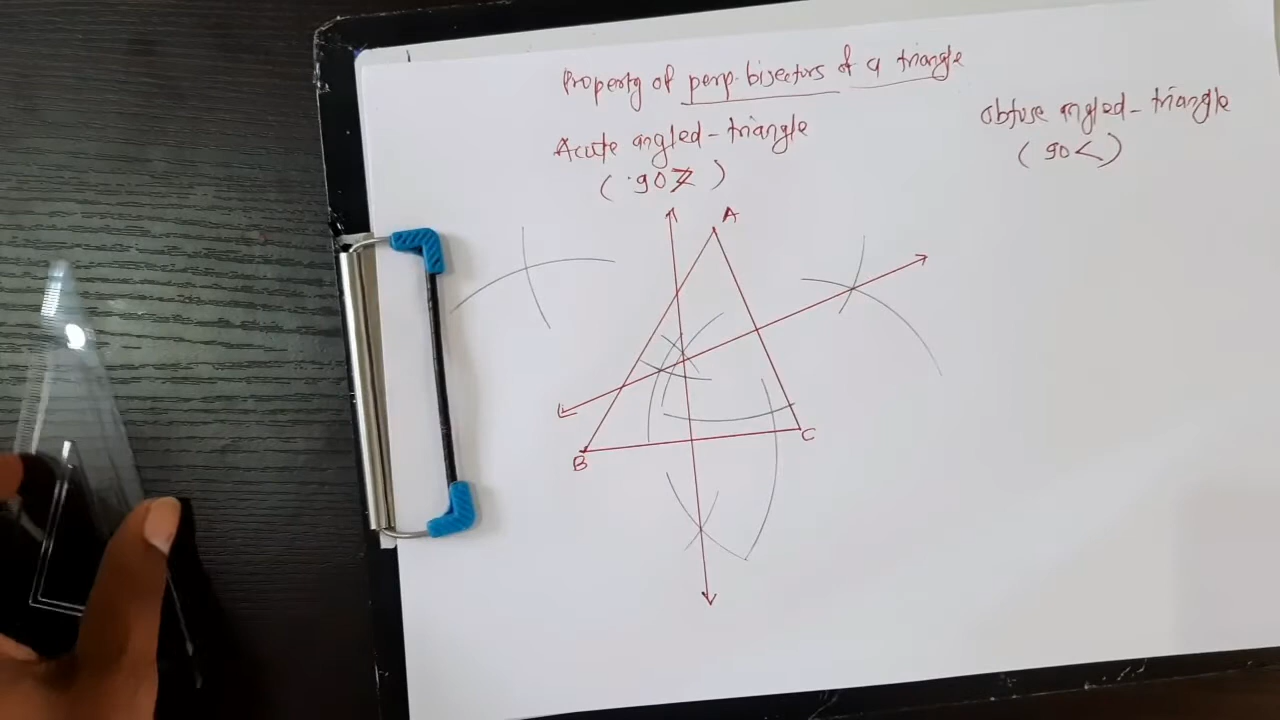 Property of perp. bisectors of a triangle
Acute angled-triangle
(90≯)
Obtuse angled-triangle
(90<)
A
B
C